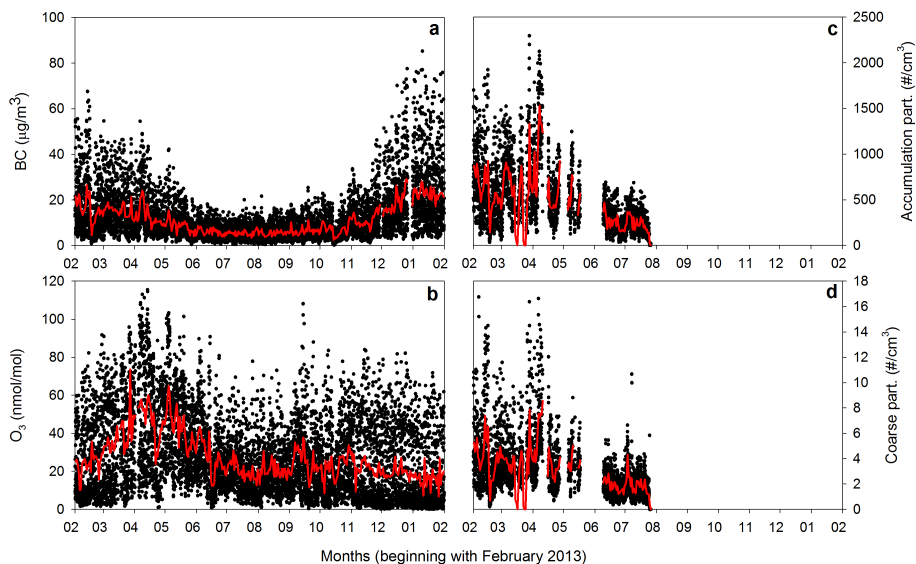 100
80
60
40
20
0
BC (µg/m³)
a
02 03 04 05 06 07 08 09 10 11 12 01 02
c
2500
2000
1500
1000
500
0
Accumulation part. (#/cm³)
02 03 04 05 06 07 08 09 10 11 12 01 02
120
100
80
60
40
20
0
O₃ (nmol/mol)
b
02 03 04 05 06 07 08 09 10 11 12 01 02
d
18
16
14
12
10
8
6
4
2
0
Coarse part. (#/cm³)
02 03 04 05 06 07 08 09 10 11 12 01 02
Months (beginning with February 2013)